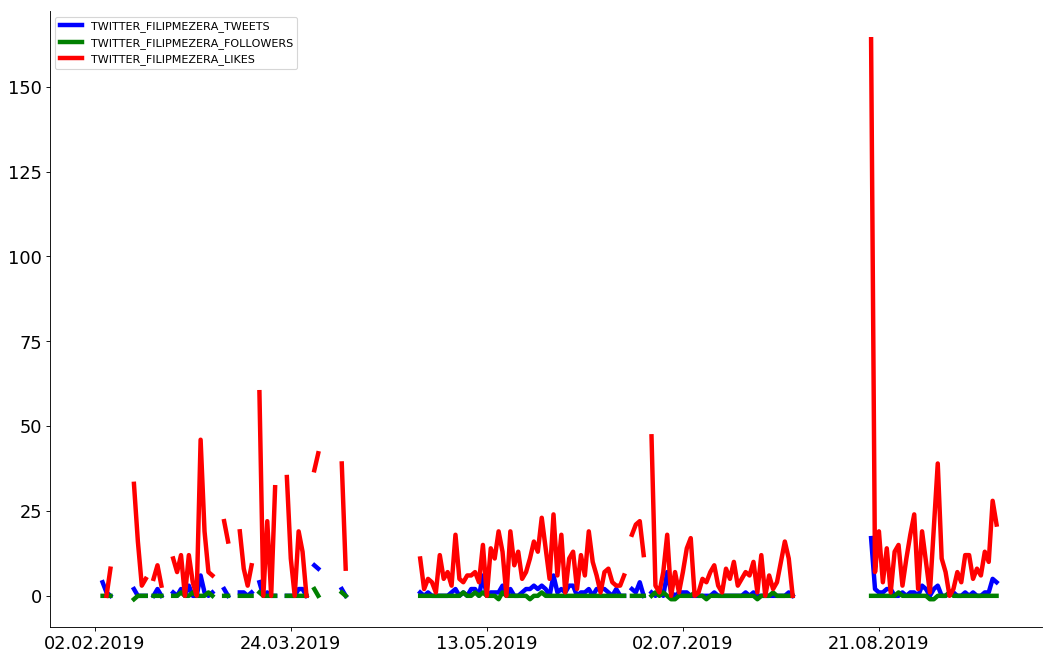 TWITTER_FILIPMEZERA_TWEETS
TWITTER_FILIPMEZERA_FOLLOWERS
TWITTER_FILIPMEZERA_LIKES
150
125
100
75
50
25
0
02.02.2019 24.03.2019 13.05.2019 02.07.2019 21.08.2019